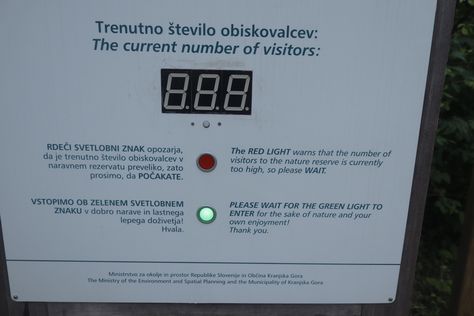 Trenutno število obiskovalcev:
The current number of visitors:
RDEČI SVETLOBNI ZNAK opozarja,
da je trenutno število obiskovalcev v
naravnem rezervatu preveliko, zato
prosimo, da POČAKATE.
The RED LIGHT warns that the number of
visitors to the nature reserve is currently
too high, so please WAIT.
VSTOPIMO OB ZELENEM SVETLOBNEM
ZNAKU v dobro narave in lastnega
lepega doživetja!
Hvala.
PLEASE WAIT FOR THE GREEN LIGHT TO
ENTER for the sake of nature and your
own enjoyment!
Thank you.
Ministrstvo za okolje in prostor Republike Slovenije in Občina Kranjska Gora
The Ministry of the Environment and Spatial Planning and the Municipality of Kranjska Gora